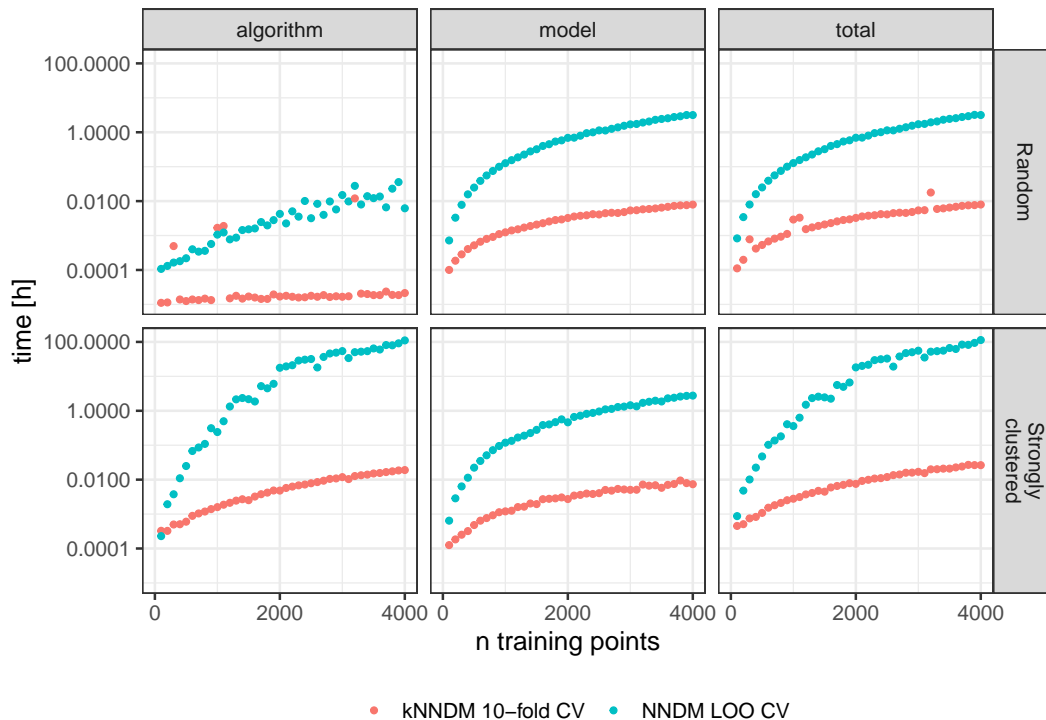 algorithm
model
total
100.0000
1.0000
0.0100
0.0001
Random
100.0000
1.0000
0.0100
0.0001
Strongly
clustered
time [h]
0 2000 4000 0 2000 4000 0 2000 4000
n training points
kNNDM 10−fold CV
NNDM LOO CV